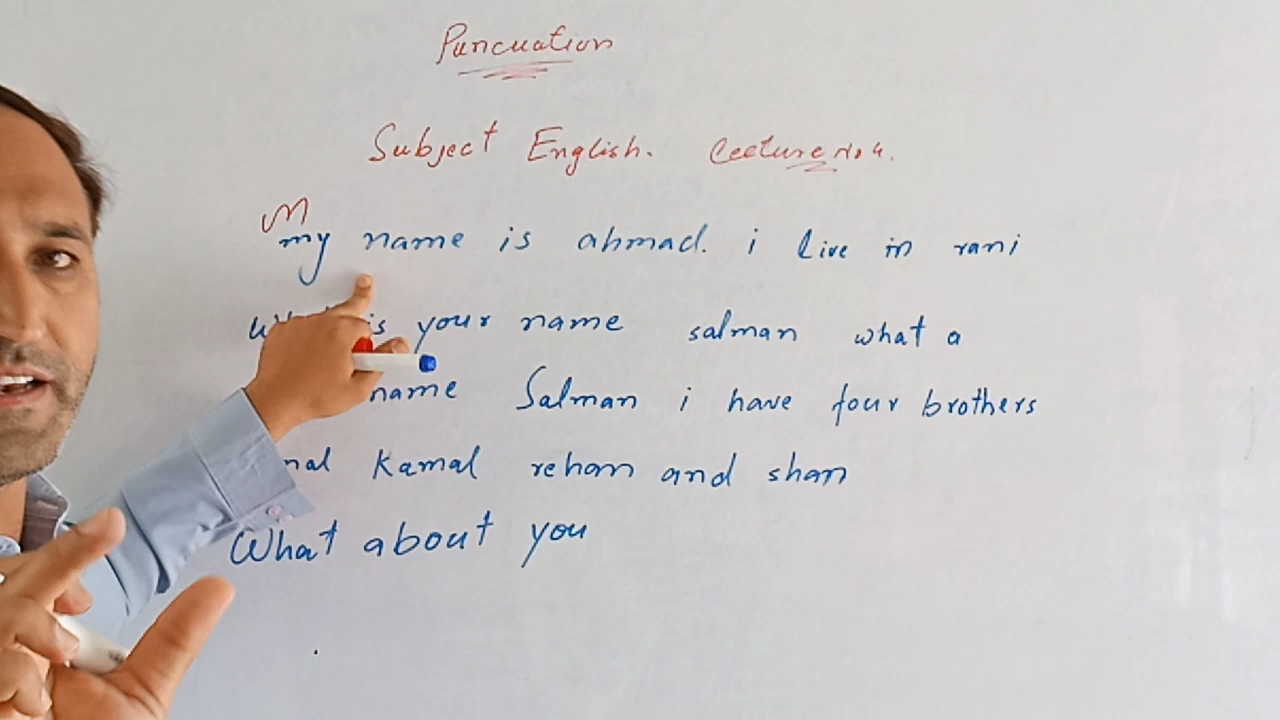 Puncuation
Subject English. Lecture No 4.
M
my name is ahmad. i live in rani
is your name salman what a
name Salman i have four brothers
Kamal rehan and shan
What about you